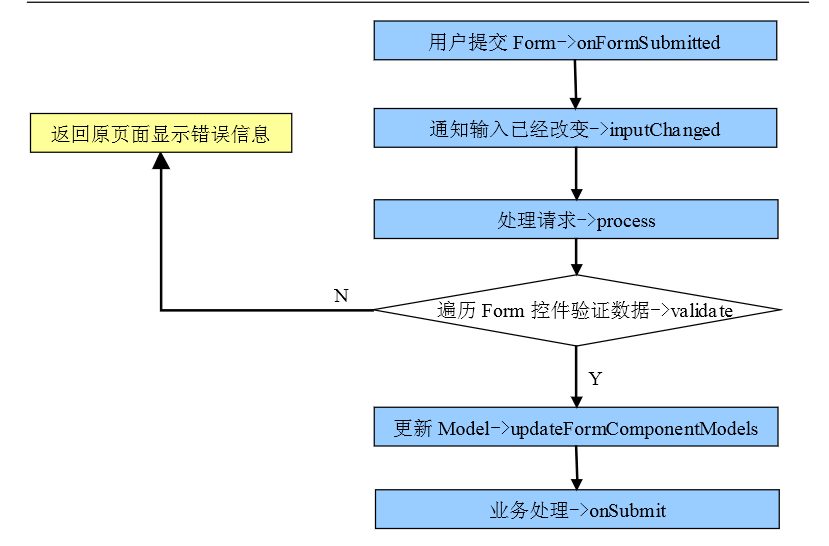 用户提交 Form->onFormSubmitted
通知输入已经改变->inputChanged
返回原页面显示错误信息
处理请求->process
N
遍历 Form 控件验证数据->validate
Y
更新 Model->updateFormComponentModels
业务处理->onSubmit